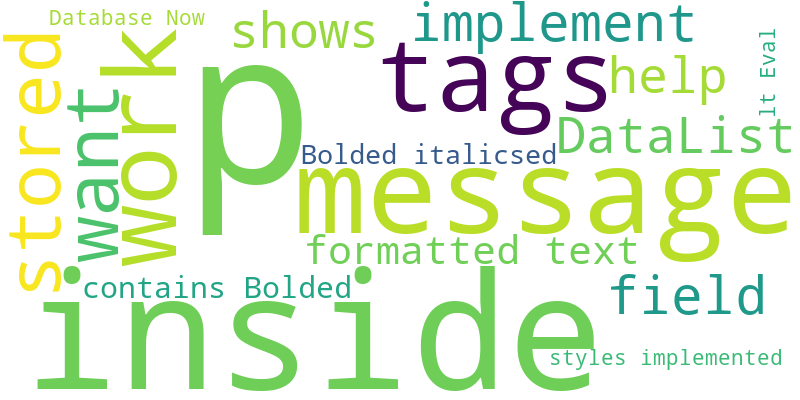 Database Now
shows
implement
lt Eval
stored
work
want
p
tags
help
DataList
Bolded italicsed
message
formatted text
contains Bolded
inside
field
styles implemented